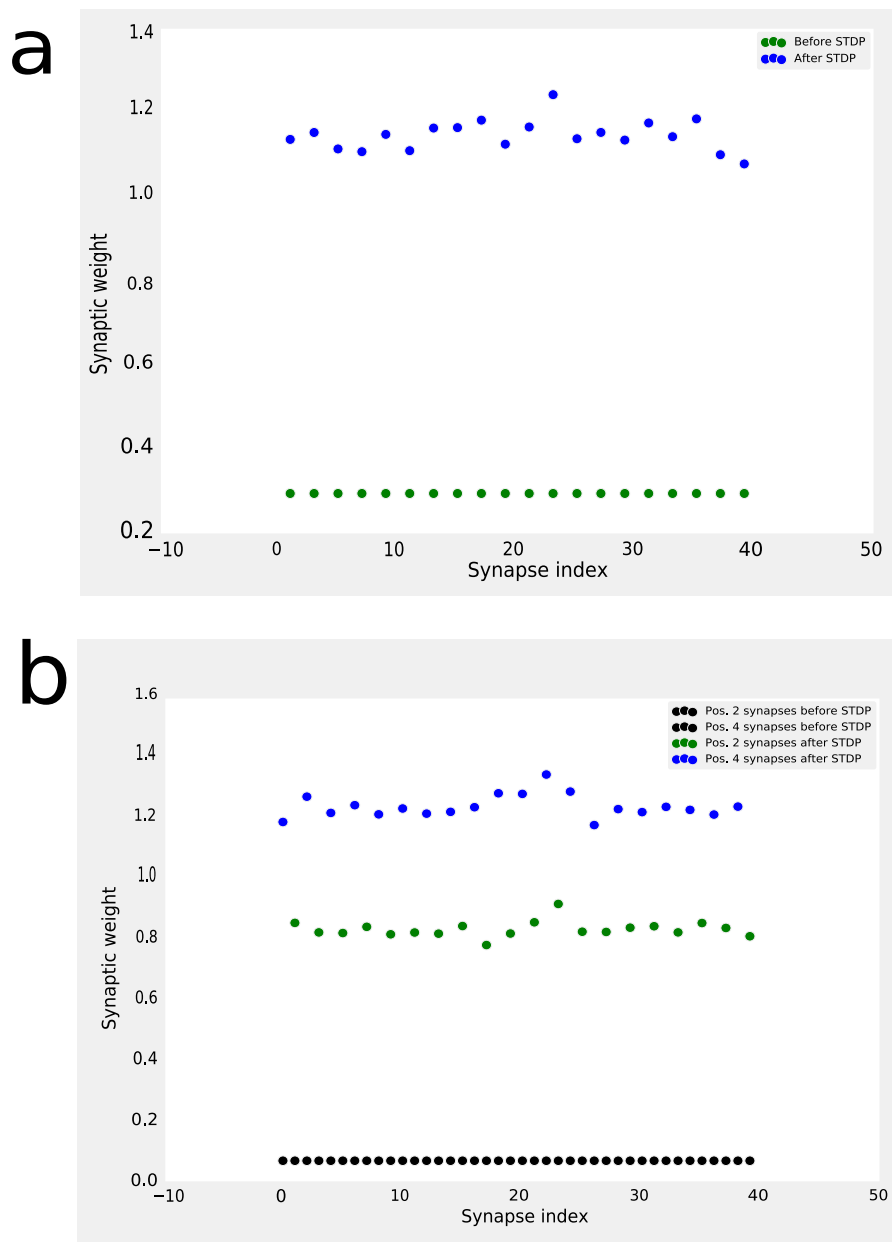 a
1.4
1.2
1.0
0.8
0.6
0.4
0.2
Synaptic weight
Before STDP
After STDP
−10 0 10 20 30 40 50
Synapse index
b
1.6
1.4
1.2
1.0
0.8
0.6
0.4
0.2
0.0
Synaptic weight
Pos. 2 synapses before STDP
Pos. 4 synapses before STDP
Pos. 2 synapses after STDP
Pos. 4 synapses after STDP
−10 0 10 20 30 40 50
Synapse index